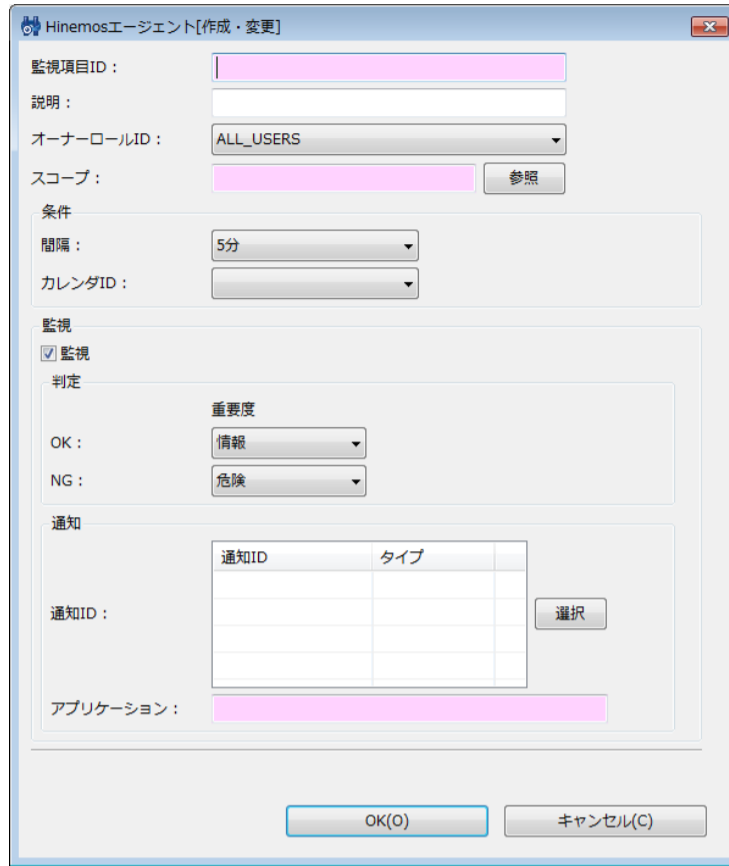 Hinemosエージェント[作成・変更]
監視項目ID：
説明：
オーナーロールID： ALL_USERS
スコープ： 参照
条件
間隔： 5分
カレンダID：
監視
監視
判定
重要度
OK： 情報
NG： 危険
通知
通知ID タイプ
通知ID： 選択
アプリケーション：
OK(O) キャンセル(C)